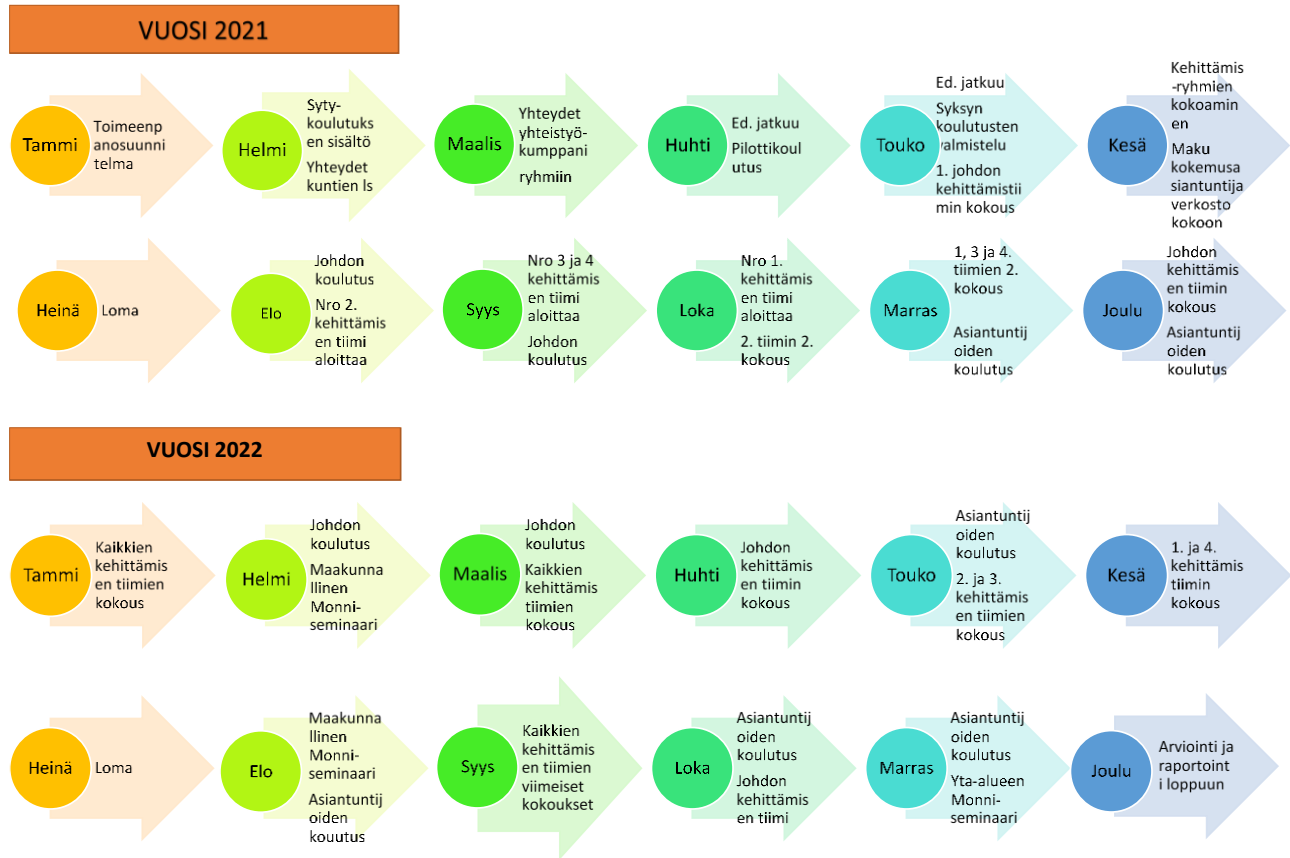 VUOSI 2021
Tammi
Toimeenp
anosuunni
telma
Helmi
Syty-
koulutuks
en sisältö
Yhteydet
kuntien ls
Maalis
Yhteydet
yhteistyö-
kumppani
ryhmiin
Huhti
Ed. jatkuu
Pilottikoul
utus
Touko
Ed. jatkuu
Syksyn
koulutusten
valmistelu
1. johdon
kehittämistii
min kokous
Kesä
Kehittämis
-ryhmien
kokoamin
en
Maku
kokemusa
siantuntija
verkosto
kokoon
Heinä
Loma
Elo
Johdon
koulutus
Nro 2.
kehittämis
en tiimi
aloittaa
Syys
Nro 3 ja 4
kehittämis
en tiimi
aloittaa
Johdon
koulutus
Loka
Nro 1.
kehittämis
en tiimi
aloittaa
2. tiimin 2.
kokous
Marras
1, 3 ja 4.
tiimien 2.
kokous
Asiantuntij
oiden
koulutus
Joulu
Johdon
kehittämis
en tiimin
kokous
Asiantuntij
oiden
koulutus
VUOSI 2022
Tammi
Kaikkien
kehittämis
en tiimien
kokous
Helmi
Johdon
koulutus
Maakunna
llinen
Monni-
seminaari
Maalis
Johdon
koulutus
Kaikkien
kehittämis
tiimien
kokous
Huhti
Johdon
kehittämis
en tiimin
kokous
Touko
Asiantuntij
oiden
koulutus
2. ja 3.
kehittämis
en tiimien
kokous
Kesä
1. ja 4.
kehittämis
tiimin
kokous
Heinä
Loma
Elo
Maakunna
llinen
Monni-
seminaari
Asiantuntij
oiden
kouutus
Syys
Kaikkien
kehittämis
en tiimien
viimeiset
kokoukset
Loka
Asiantuntij
oiden
koulutus
Johdon
kehittämis
en tiimi
Marras
Asiantuntij
oiden
koulutus
Yta-alueen
Monni-
seminaari
Joulu
Arviointi ja
raportoint
i loppuun